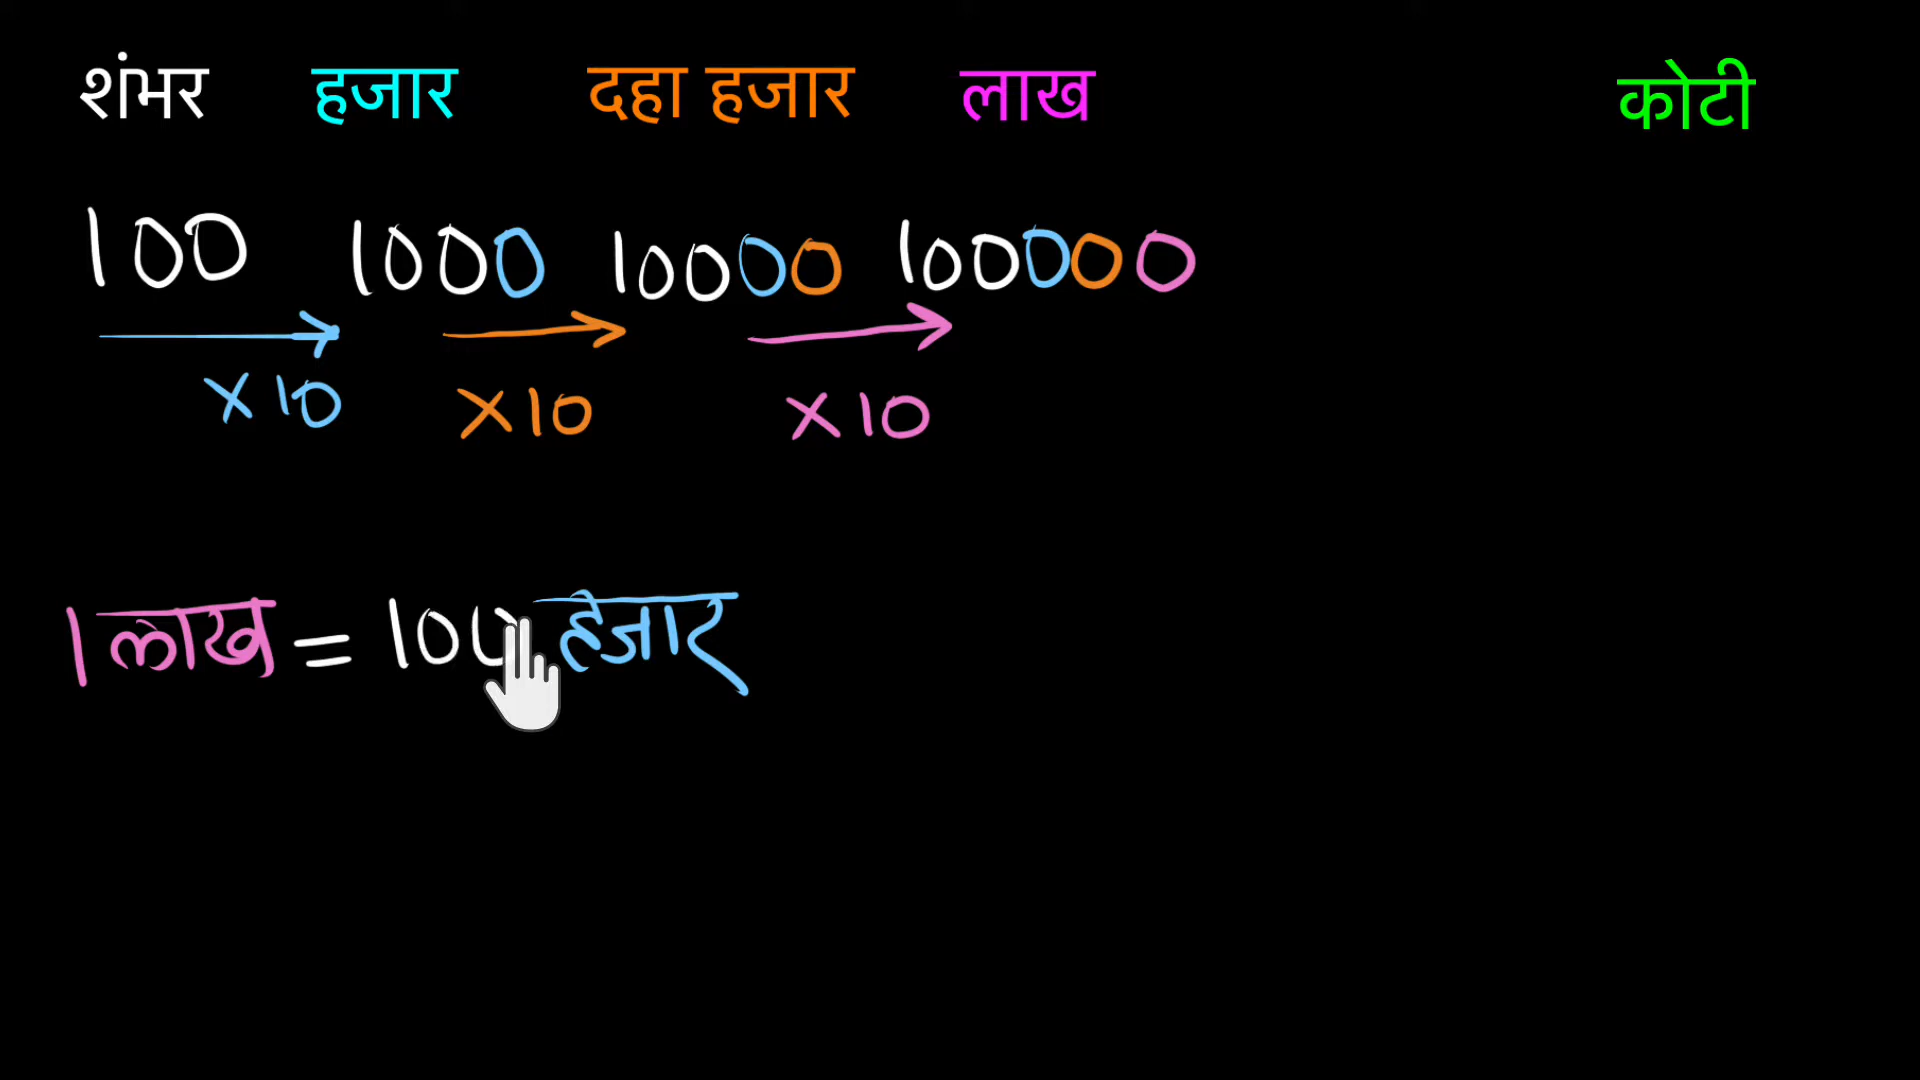 शंभर हजार दहा हजार लाख कोटी
100 1000 10000 100000
×10 ×10 ×10
1 लाख = 100 हजार